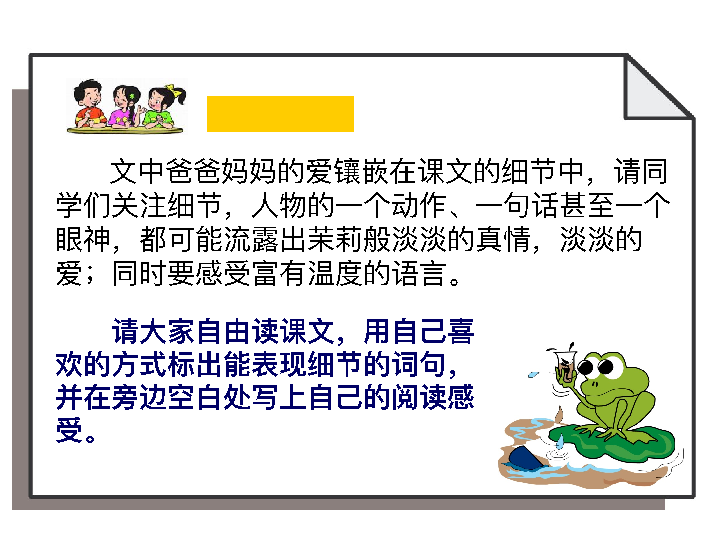 文中爸爸妈妈的爱镶嵌在课文的细节中，请同
学们关注细节，人物的一个动作、一句话甚至一个
眼神，都可能流露出茉莉般淡淡的真情，淡淡的
爱；同时要感受富有温度的语言。
请大家自由读课文，用自己喜
欢的方式标出能表现细节的词句，
并在旁边空白处写上自己的阅读感
受。